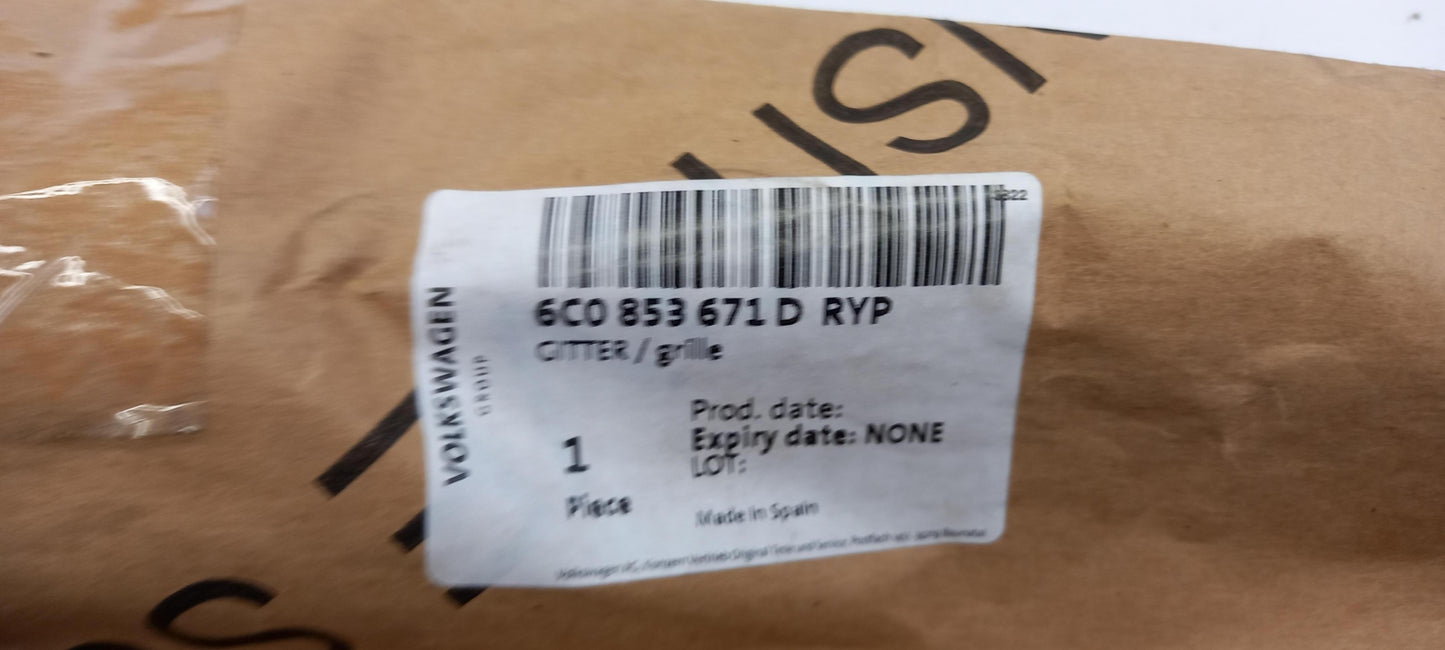 VOLKSWAGEN
GROUP
6C0 853 671 D RYP
GITTER / grille
1
Piece
Prod. date:
Expiry date: NONE
LOT:
Made in Spain